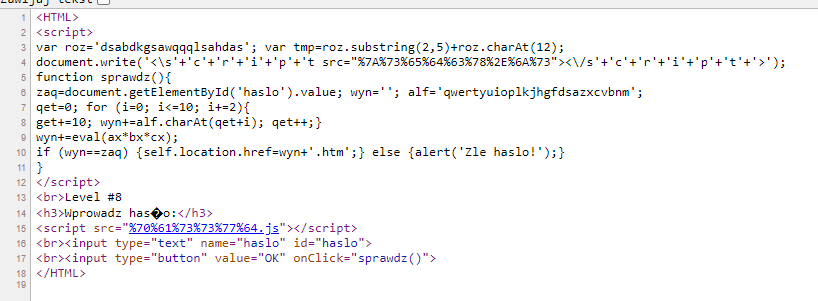 1 <HTML>
2 <script>
3 var roz='dsabdkgsawqqqlsahdas'; var tmp=roz.substring(2,5)+roz.charAt(12);
4 document.write('<\s'+'c'+'r'+'i'+'p'+'t src="%7A%73%65%64%63%78%2E%6A%73"><\/s'+'c'+'r'+'i'+'p'+'t'+'>');
5 function sprawdz(){
6 zaq=document.getElementById('haslo').value; wyn=''; alf='qwertyuioplkjhgfdsazxcvbnm';
7 qet=0; for (i=0; i<=10; i+=2){
8 get+=10; wyn+=alf.charAt(qet+i); qet++;}
9 wyn+=eval(ax*bx*cx);
10 if (wyn==zaq) {self.location.href=wyn+'.htm';} else {alert('Zle haslo!');}
11 }
12 </script>
13 <br>Level #8
14 <h3>Wprowadz has�o:</h3>
15 <script src="%70%61%73%73%77%64.js"></script>
16 <br><input type="text" name="haslo" id="haslo">
17 <br><input type="button" value="OK" onClick="sprawdz()">
18 </HTML>
19